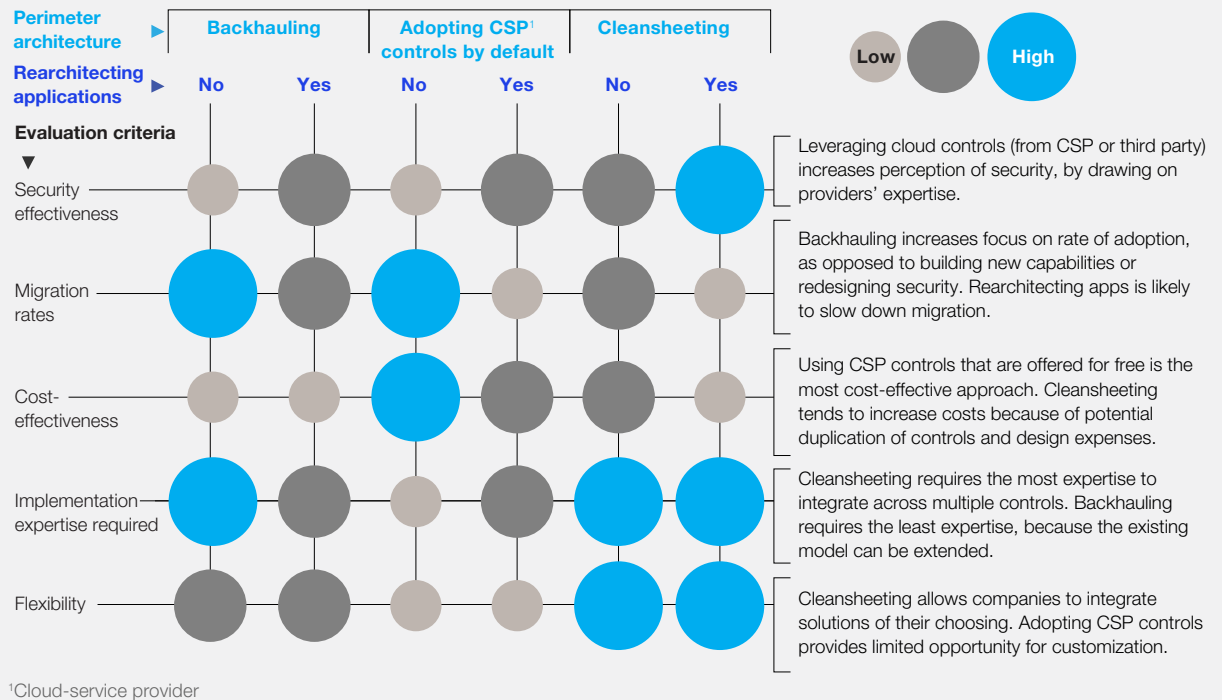 Perimeter
architecture
Backhauling
Adopting CSP¹
controls by default
Cleansheeting
Low
High
Rearchitecting
applications
No
Yes
No
Yes
No
Yes
Evaluation criteria
Security
effectiveness
Leveraging cloud controls (from CSP or third party)
increases perception of security, by drawing on
providers’ expertise.
Migration
rates
Backhauling increases focus on rate of adoption,
as opposed to building new capabilities or
redesigning security. Rearchitecting apps is likely
to slow down migration.
Cost-
effectiveness
Using CSP controls that are offered for free is the
most cost-effective approach. Cleansheeting
tends to increase costs because of potential
duplication of controls and design expenses.
Implementation
expertise required
Cleansheeting requires the most expertise to
integrate across multiple controls. Backhauling
requires the least expertise, because the existing
model can be extended.
Flexibility
Cleansheeting allows companies to integrate
solutions of their choosing. Adopting CSP controls
provides limited opportunity for customization.
¹Cloud-service provider